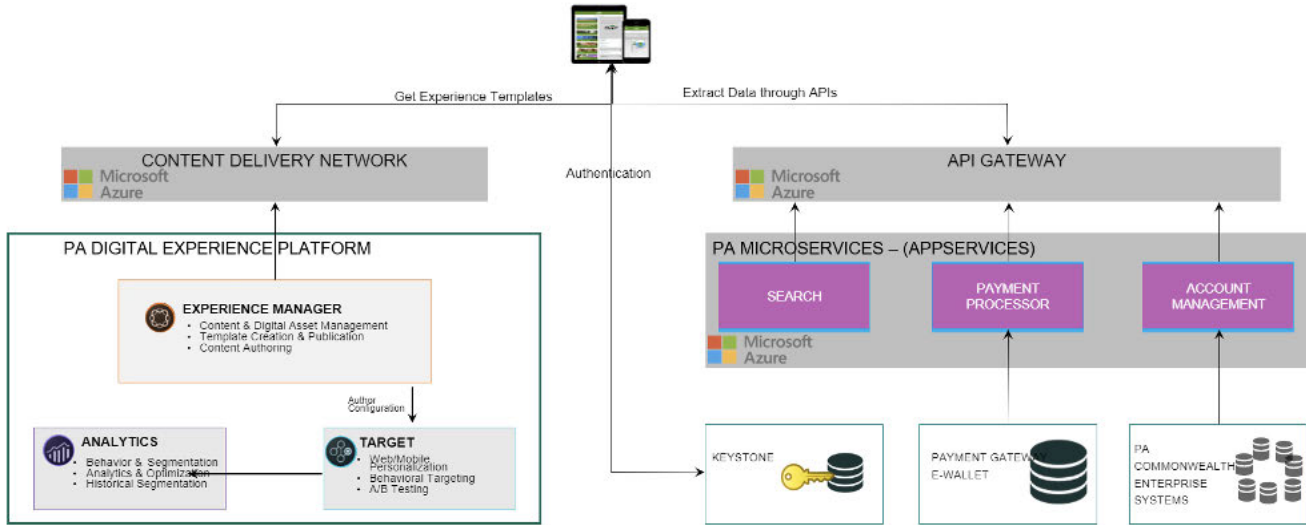 Get Experience Templates
Extract Data through APIs
CONTENT DELIVERY NETWORK
Microsoft
Azure
Authentication
API GATEWAY
Microsoft
Azure
PA DIGITAL EXPERIENCE PLATFORM
EXPERIENCE MANAGER
• Content & Digital Asset Management
• Template Creation & Publication
• Content Authoring
Author
Configuration
ANALYTICS
• Behavior & Segmentation
• Analytics & Optimization
• Historical Segmentation
TARGET
• Web/Mobile
Personalization
• Behavioral Targeting
• A/B Testing
PA MICROSERVICES – (APPSERVICES)
SEARCH
PAYMENT
PROCESSOR
ACCOUNT
MANAGEMENT
Microsoft
Azure
KEYSTONE
PAYMENT GATEWAY
E-WALLET
PA
COMMONWEALTH
ENTERPRISE
SYSTEMS